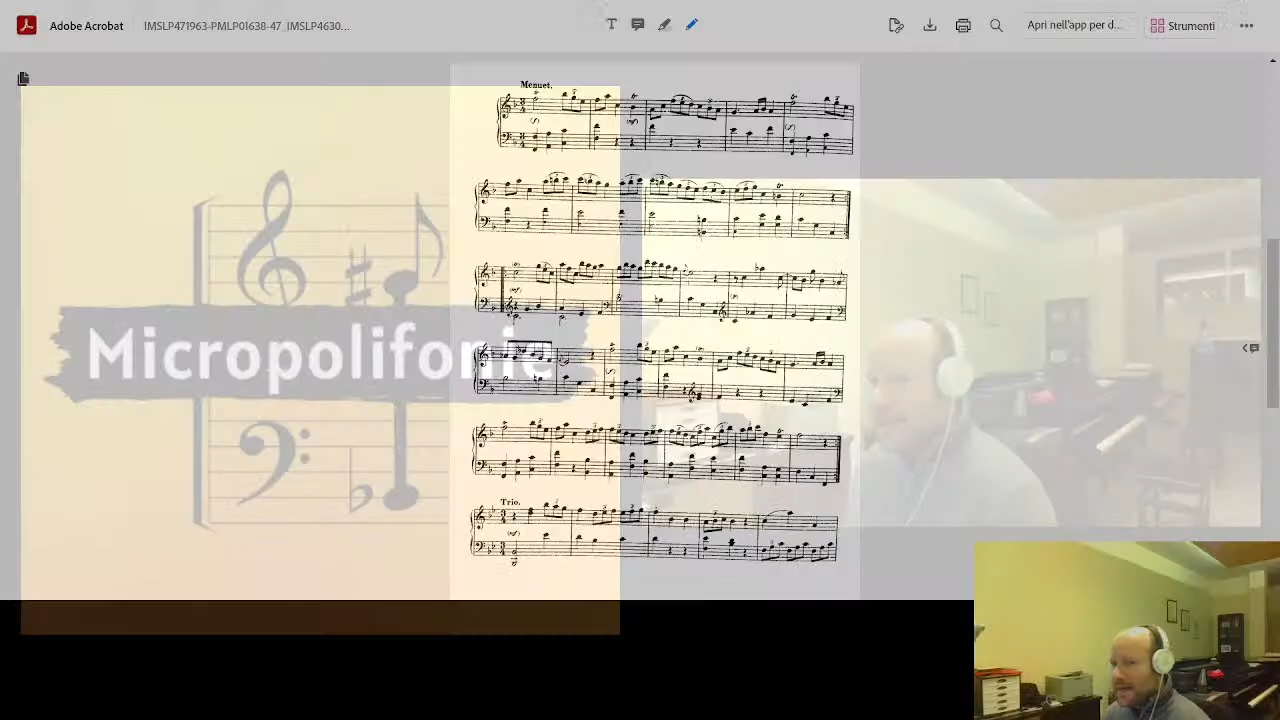 Adobe Acrobat
IMSLP471963-PMLP01638-47_IMSLP4630...
T
Apri nell'app per d...
Strumenti
Menuet.
Micropolifonie
Trio.